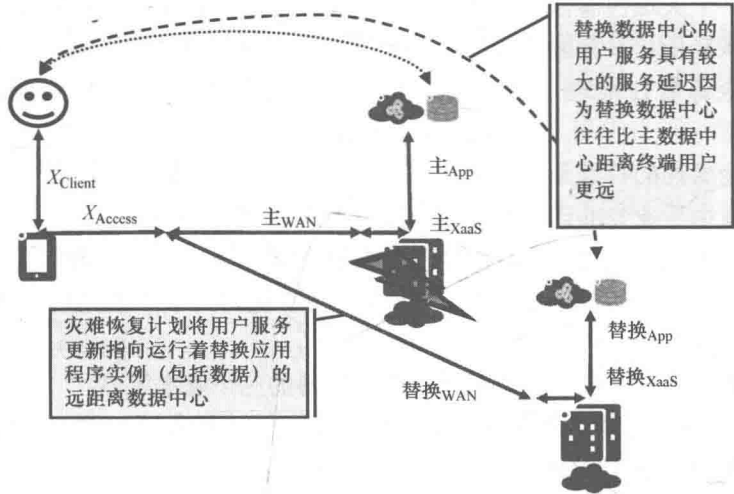 替换数据中心的
用户服务具有较
大的服务延迟因
为替换数据中心
往往比主数据中
心距离终端用户
更远
X_Client
主_App
X_Access
主_WAN
主_XaaS
灾难恢复计划将用户服务
更新指向运行着替换应用
程序实例（包括数据）的
远距离数据中心
替换_App
替换_WAN
替换_XaaS